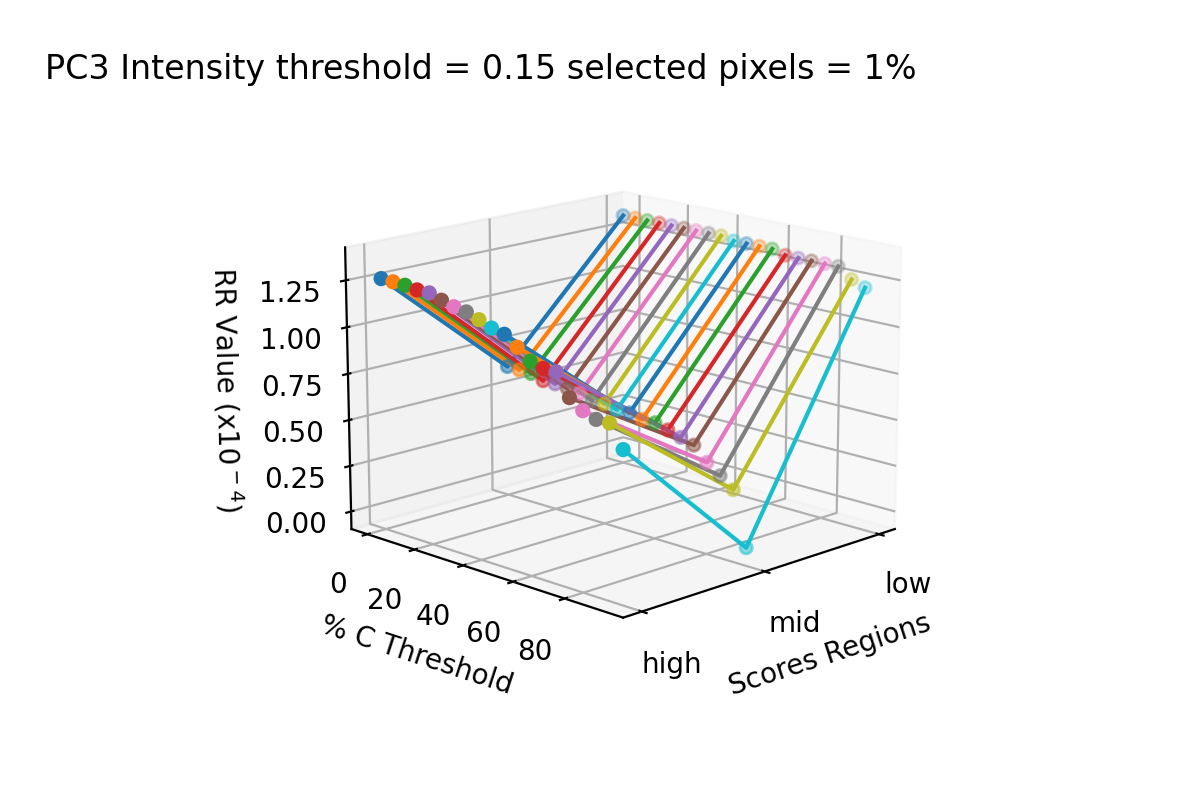 PC3 Intensity threshold = 0.15 selected pixels = 1%
RR Value (x10⁻⁴)
1.25
1.00
0.75
0.50
0.25
0.00
0
20
40
60
80
% C Threshold
high
mid
low
Scores Regions